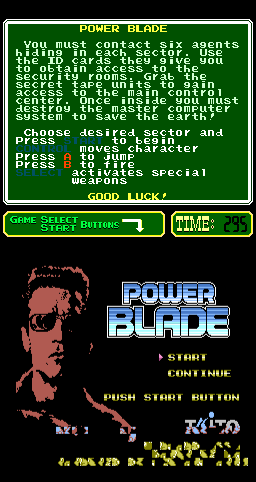 POWER BLADE
You must contact six agents
hiding in each sector. Use
the ID cards they give you
to obtain access to the
security rooms. Grab the
secret tape units to gain
access to the main control
center. Once inside you must
destroy the master computer
system to save the earth!
Choose desired sector and
Press START to begin
CONTROL moves character
Press A to jump
Press B to fire
SELECT activates special
weapons
GOOD LUCK!
GAME SELECT
START BUTTONS
TIME: 295
POWER
BLADE
START
CONTINUE
PUSH START BUTTON
TAITO